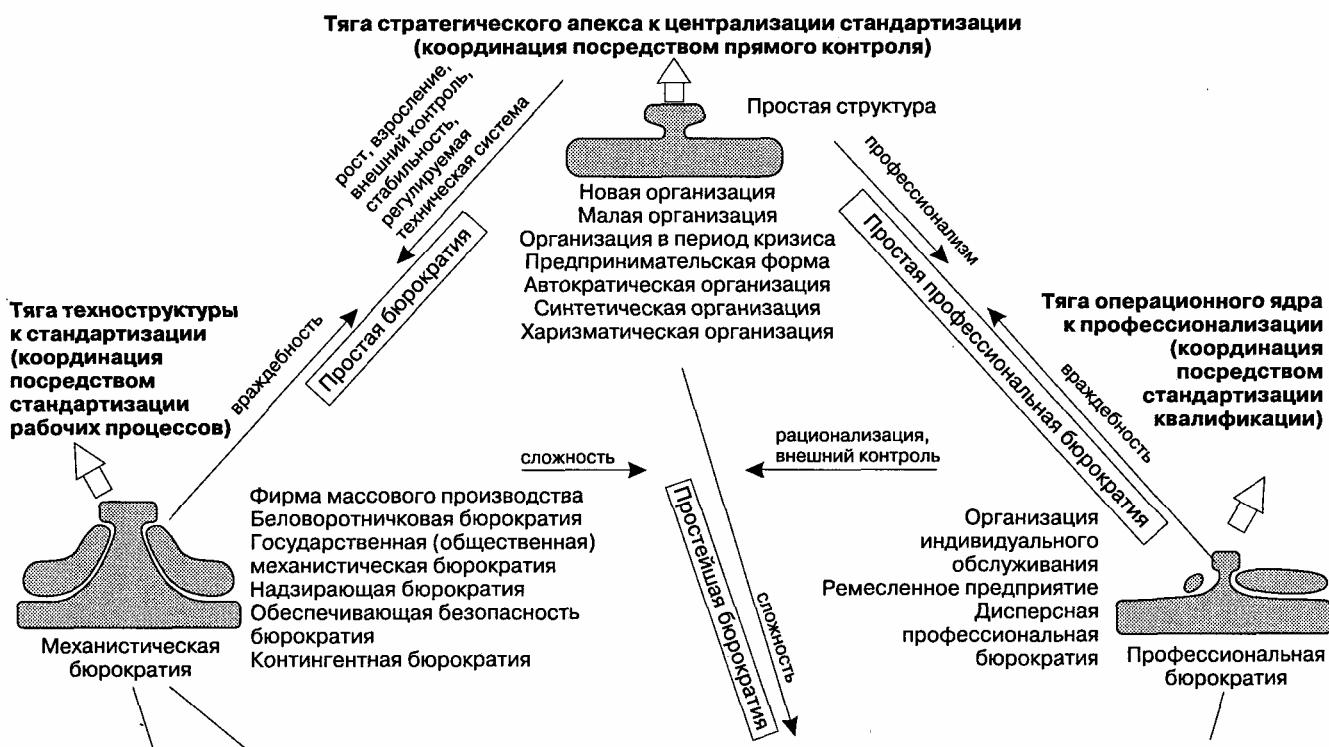 Тяга стратегического апекса к централизации стандартизации
(координация посредством прямого контроля)
рост, взросление,
внешний контроль,
стабильность,
регулируемая
техническая система
Простая структура
профессионализм
Новая организация
Малая организация
Организация в период кризиса
Предпринимательская форма
Автократическая организация
Синтетическая организация
Харизматическая организация
Простая бюрократия
Простая профессиональная бюрократия
Тяга техноструктуры
к стандартизации
(координация
посредством
стандартизации
рабочих процессов)
враждебность
Тяга операционного ядра
к профессионализации
(координация
посредством
стандартизации
квалификации)
враждебность
сложность
рационализация,
внешний контроль
Фирма массового производства
Беловоротничковая бюрократия
Государственная (общественная)
механистическая бюрократия
Надзирающая бюрократия
Обеспечивающая безопасность
бюрократия
Контингентная бюрократия
Механистическая
бюрократия
Простейшая бюрократия
сложность
Организация
индивидуального
обслуживания
Ремесленное предприятие
Дисперсная
профессиональная
бюрократия
Профессиональная
бюрократия